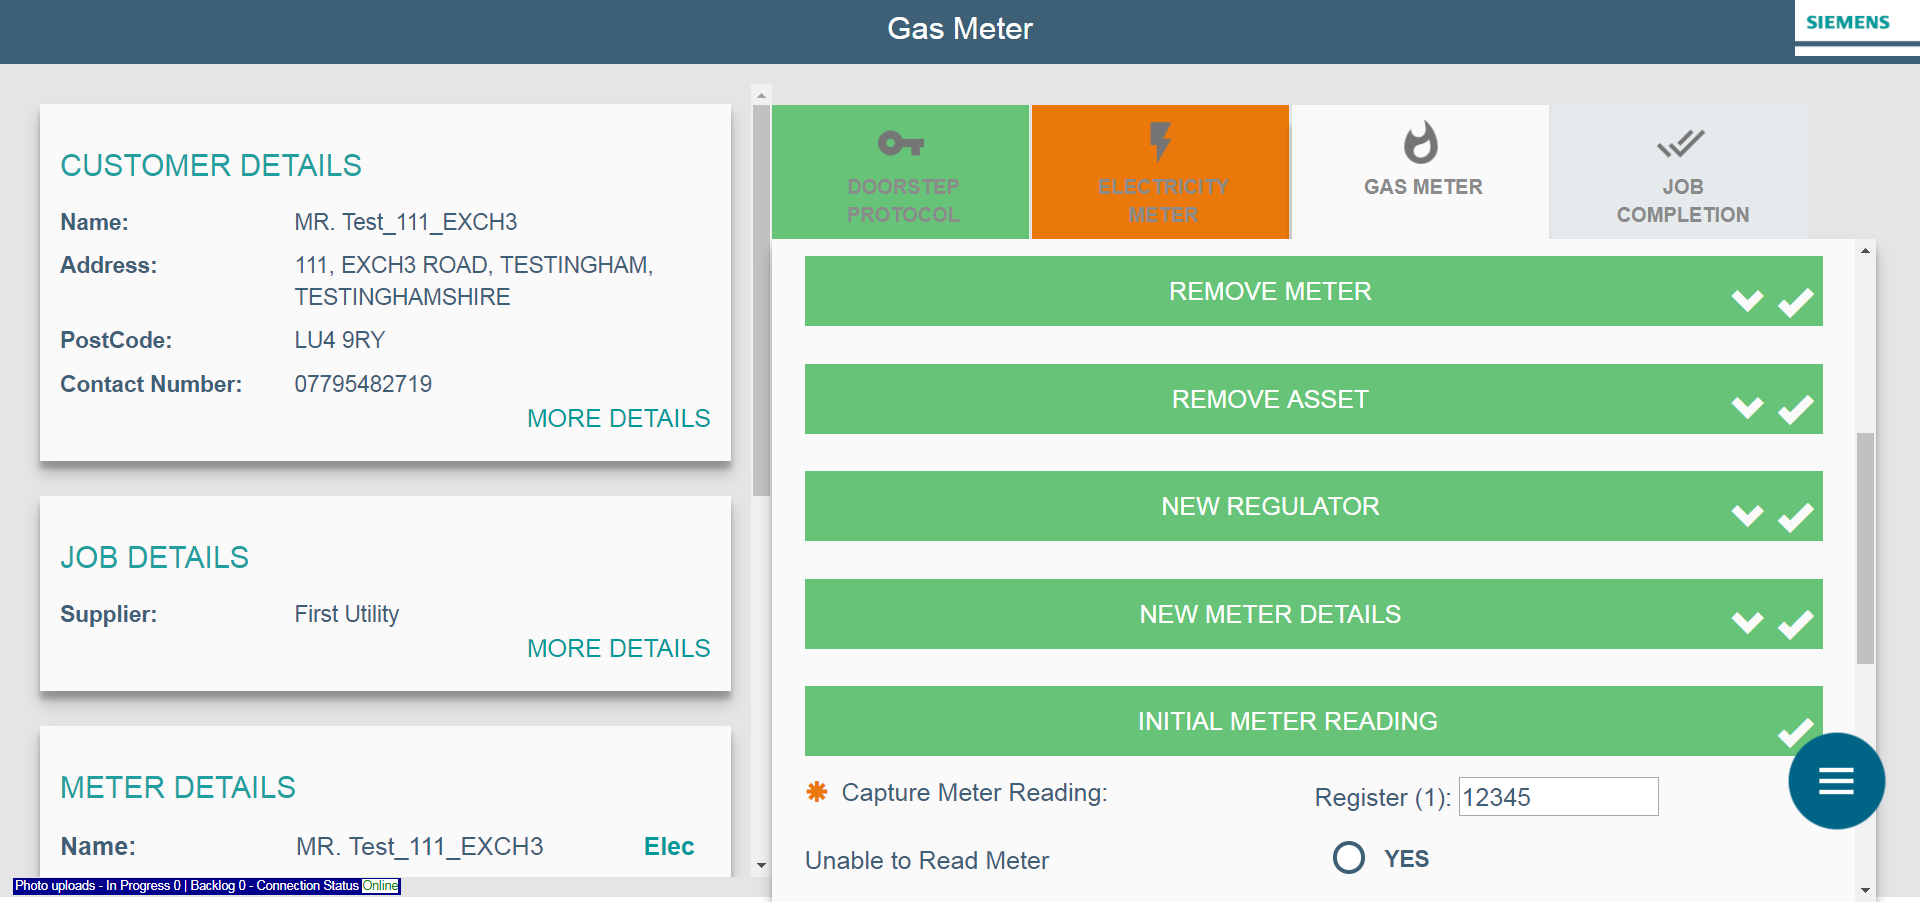 Gas Meter
SIEMENS
CUSTOMER DETAILS
Name: MR. Test_111_EXCH3
Address: 111, EXCH3 ROAD, TESTINGHAM,
TESTINGHAMSHIRE
PostCode: LU4 9RY
Contact Number: 07795482719
MORE DETAILS
JOB DETAILS
Supplier: First Utility
MORE DETAILS
METER DETAILS
Name: MR. Test_111_EXCH3 Elec
Photo uploads - In Progress 0 | Backlog 0 - Connection Status Online
DOORSTEP
PROTOCOL
ELECTRICITY
METER
GAS METER
JOB
COMPLETION
REMOVE METER
REMOVE ASSET
NEW REGULATOR
NEW METER DETAILS
INITIAL METER READING
Capture Meter Reading: Register (1): 12345
Unable to Read Meter YES